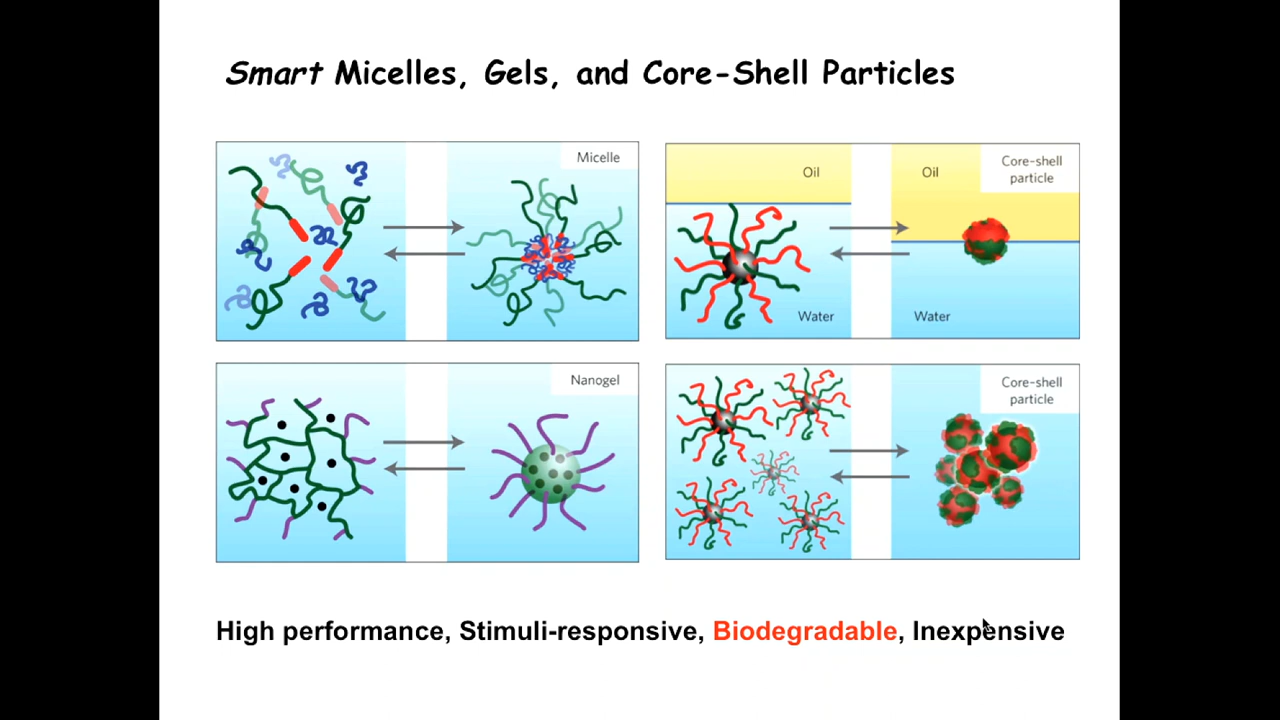 Smart Micelles, Gels, and Core-Shell Particles
Micelle
Oil
Water
Oil
Core-shell
particle
Water
Nanogel
Core-shell
particle
High performance, Stimuli-responsive, Biodegradable, Inexpensive